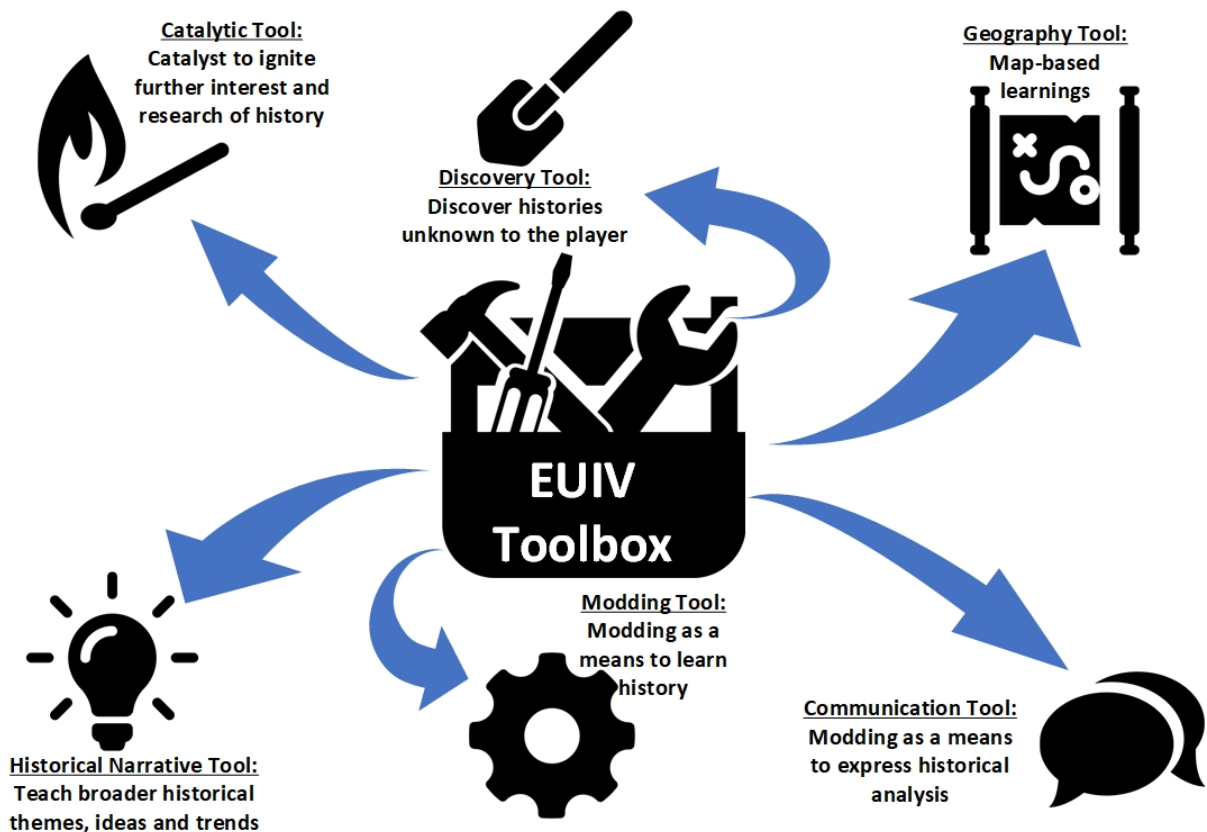 Catalytic Tool:
Catalyst to ignite
further interest and
research of history
Discovery Tool:
Discover histories
unknown to the player
Geography Tool:
Map-based
learnings
EUIV
Toolbox
Historical Narrative Tool:
Teach broader historical
themes, ideas and trends
Modding Tool:
Modding as a
means to learn
history
Communication Tool:
Modding as a means
to express historical
analysis